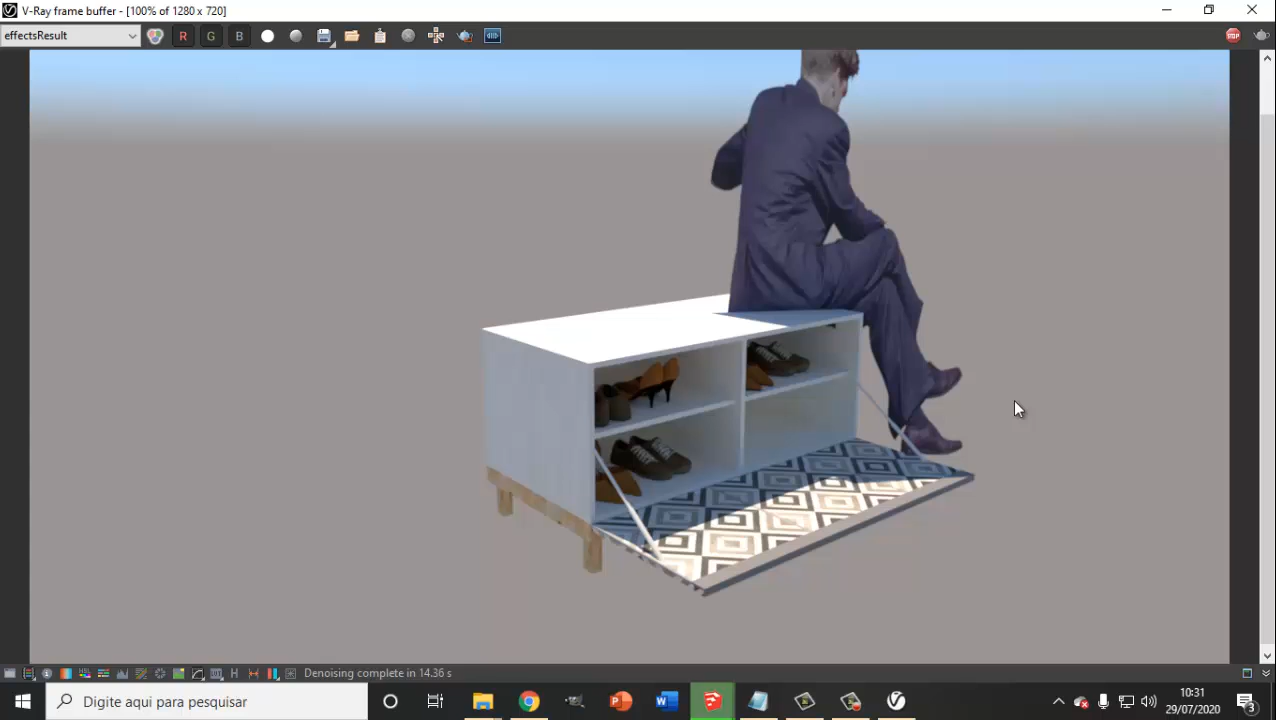 V-Ray frame buffer - [100% of 1280 x 720]
effectsResult
R G B
STOP
Denoising complete in 14.36 s
Digite aqui para pesquisar
10:31
29/07/2020
3